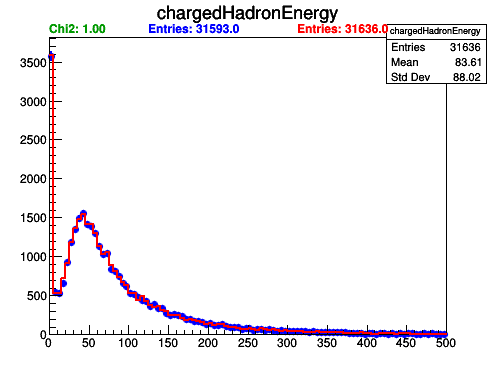 chargedHadronEnergy
Chi2: 1.00 Entries: 31593.0 Entries: 31636.0
chargedHadronEnergy
Entries 31636
Mean 83.61
Std Dev 88.02
3500
3000
2500
2000
1500
1000
500
0
0 50 100 150 200 250 300 350 400 450 500